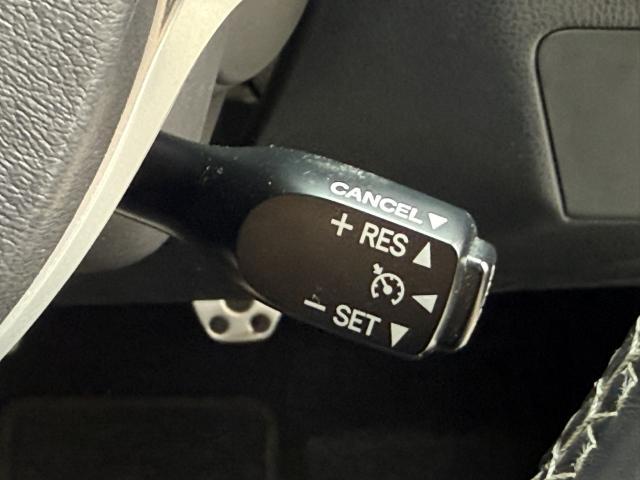 CANCEL ▼
+ RES ▲
◀
− SET ▼